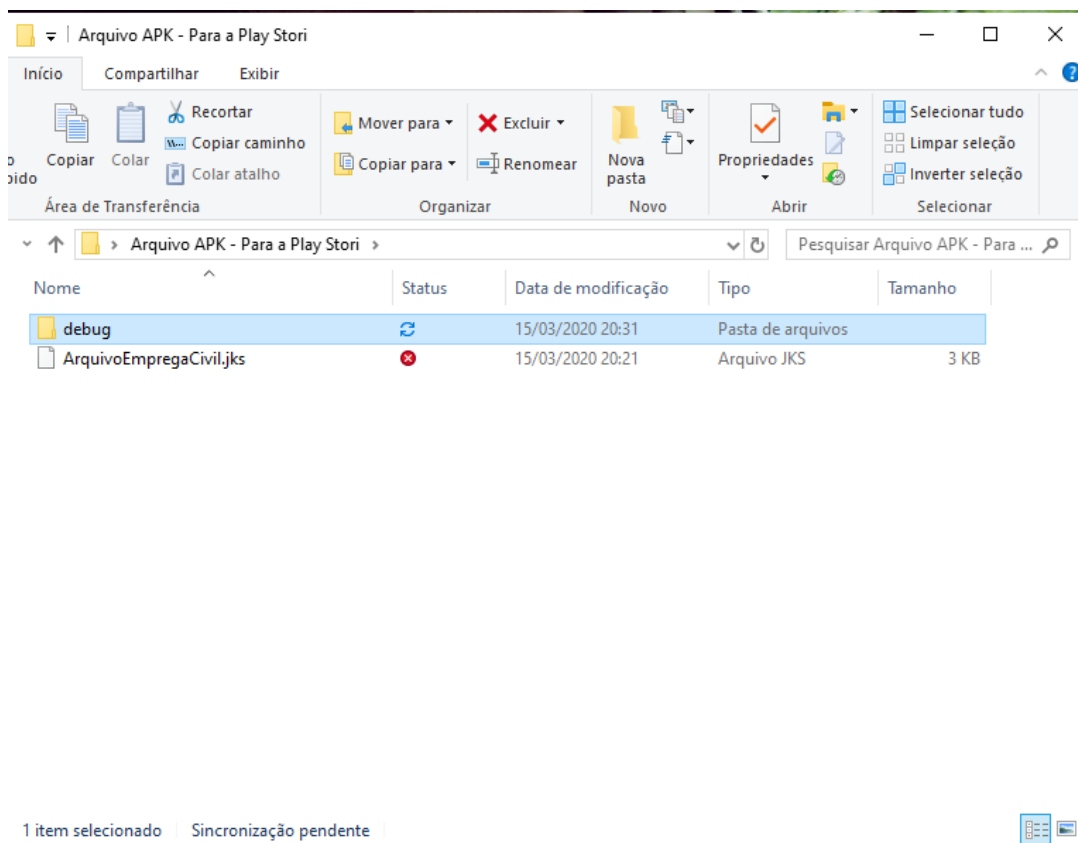 Arquivo APK - Para a Play Stori
Início Compartilhar Exibir
Copiar
Colar
Recortar
Copiar caminho
Colar atalho
Área de Transferência
Mover para
Copiar para
Excluir
Renomear
Organizar
Nova
pasta
Novo
Propriedades
Abrir
Selecionar tudo
Limpar seleção
Inverter seleção
Selecionar
Arquivo APK - Para a Play Stori
Pesquisar Arquivo APK - Para ...
Nome Status Data de modificação Tipo Tamanho
debug 15/03/2020 20:31 Pasta de arquivos
ArquivoEmpregaCivil.jks 15/03/2020 20:21 Arquivo JKS 3 KB
1 item selecionado Sincronização pendente